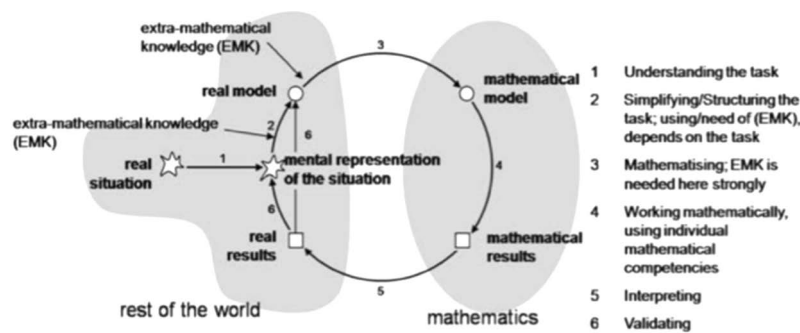 extra-mathematical
knowledge (EMK)
3
real model
mathematical
model
extra-mathematical knowledge
(EMK)
2
6
real
situation
1
mental representation
of the situation
4
6
real
results
mathematical
results
5
rest of the world
mathematics
1 Understanding the task
2 Simplifying/Structuring the
task; using/need of (EMK),
depends on the task
3 Mathematising; EMK is
needed here strongly
4 Working mathematically,
using individual
mathematical
competencies
5 Interpreting
6 Validating